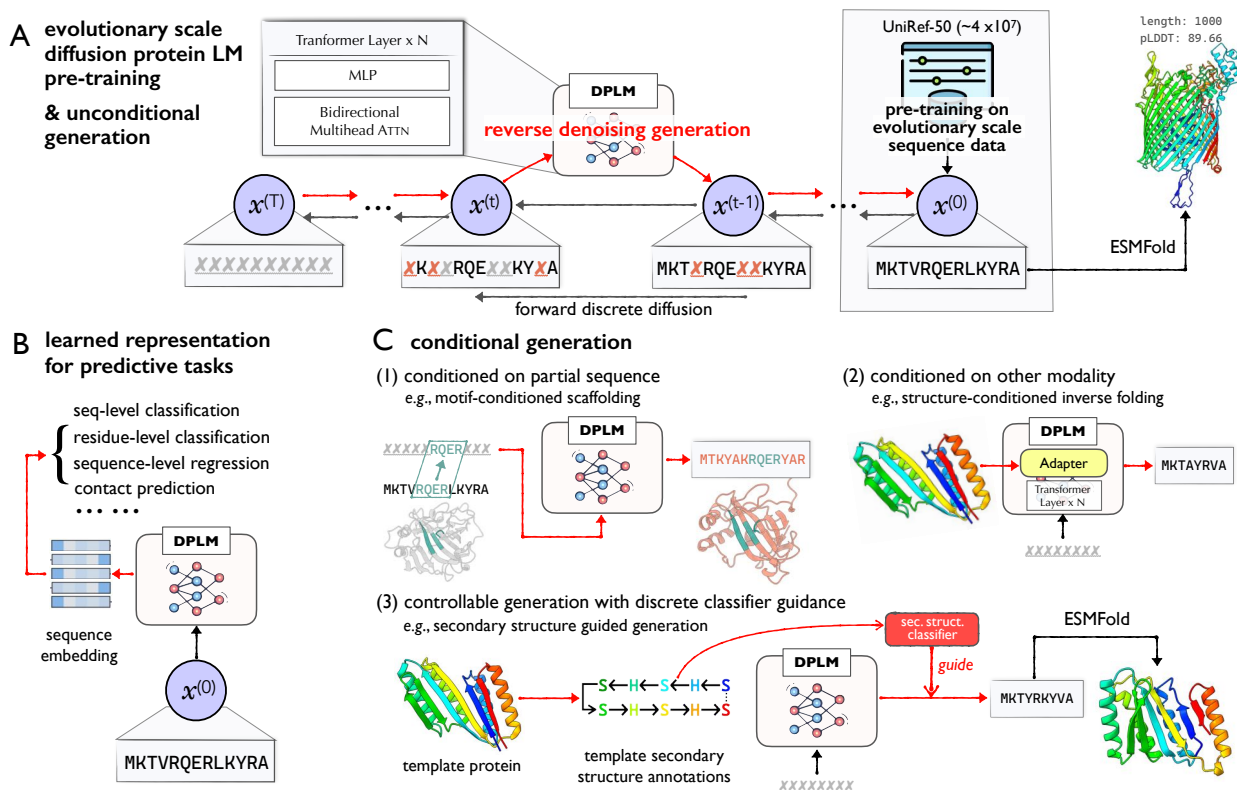 A evolutionary scale
diffusion protein LM
pre-training
& unconditional
generation
Tranformer Layer x N
MLP
Bidirectional
Multihead ATTN
DPLM
reverse denoising generation
UniRef-50 (~4 x10⁷)
pre-training on
evolutionary scale
sequence data
length: 1000
pLDDT: 89.66
x(T)
...
x(t)
x(t-1)
...
x(0)
XXXXXXXXXX
XKXXRQEXXKYXA
MKTXRQEXXKYRA
MKTVRQERLKYRA
ESMFold
forward discrete diffusion
B learned representation
for predictive tasks
seq-level classification
residue-level classification
sequence-level regression
contact prediction
... ...
DPLM
sequence
embedding
x(0)
MKTVRQERLKYRA
C conditional generation
(1) conditioned on partial sequence
e.g., motif-conditioned scaffolding
XXXXXRQERXXX
MKTVRQERLKYRA
DPLM
MTKYAKRQERYAR
(2) conditioned on other modality
e.g., structure-conditioned inverse folding
DPLM
Adapter
Transformer
Layer x N
MKTAYRVA
XXXXXXXX
(3) controllable generation with discrete classifier guidance
e.g., secondary structure guided generation
sec. struct.
classifier
guide
ESMFold
S H S H S
S H S H S
DPLM
MKTYRKYVA
template protein
template secondary
structure annotations
XXXXXXXX